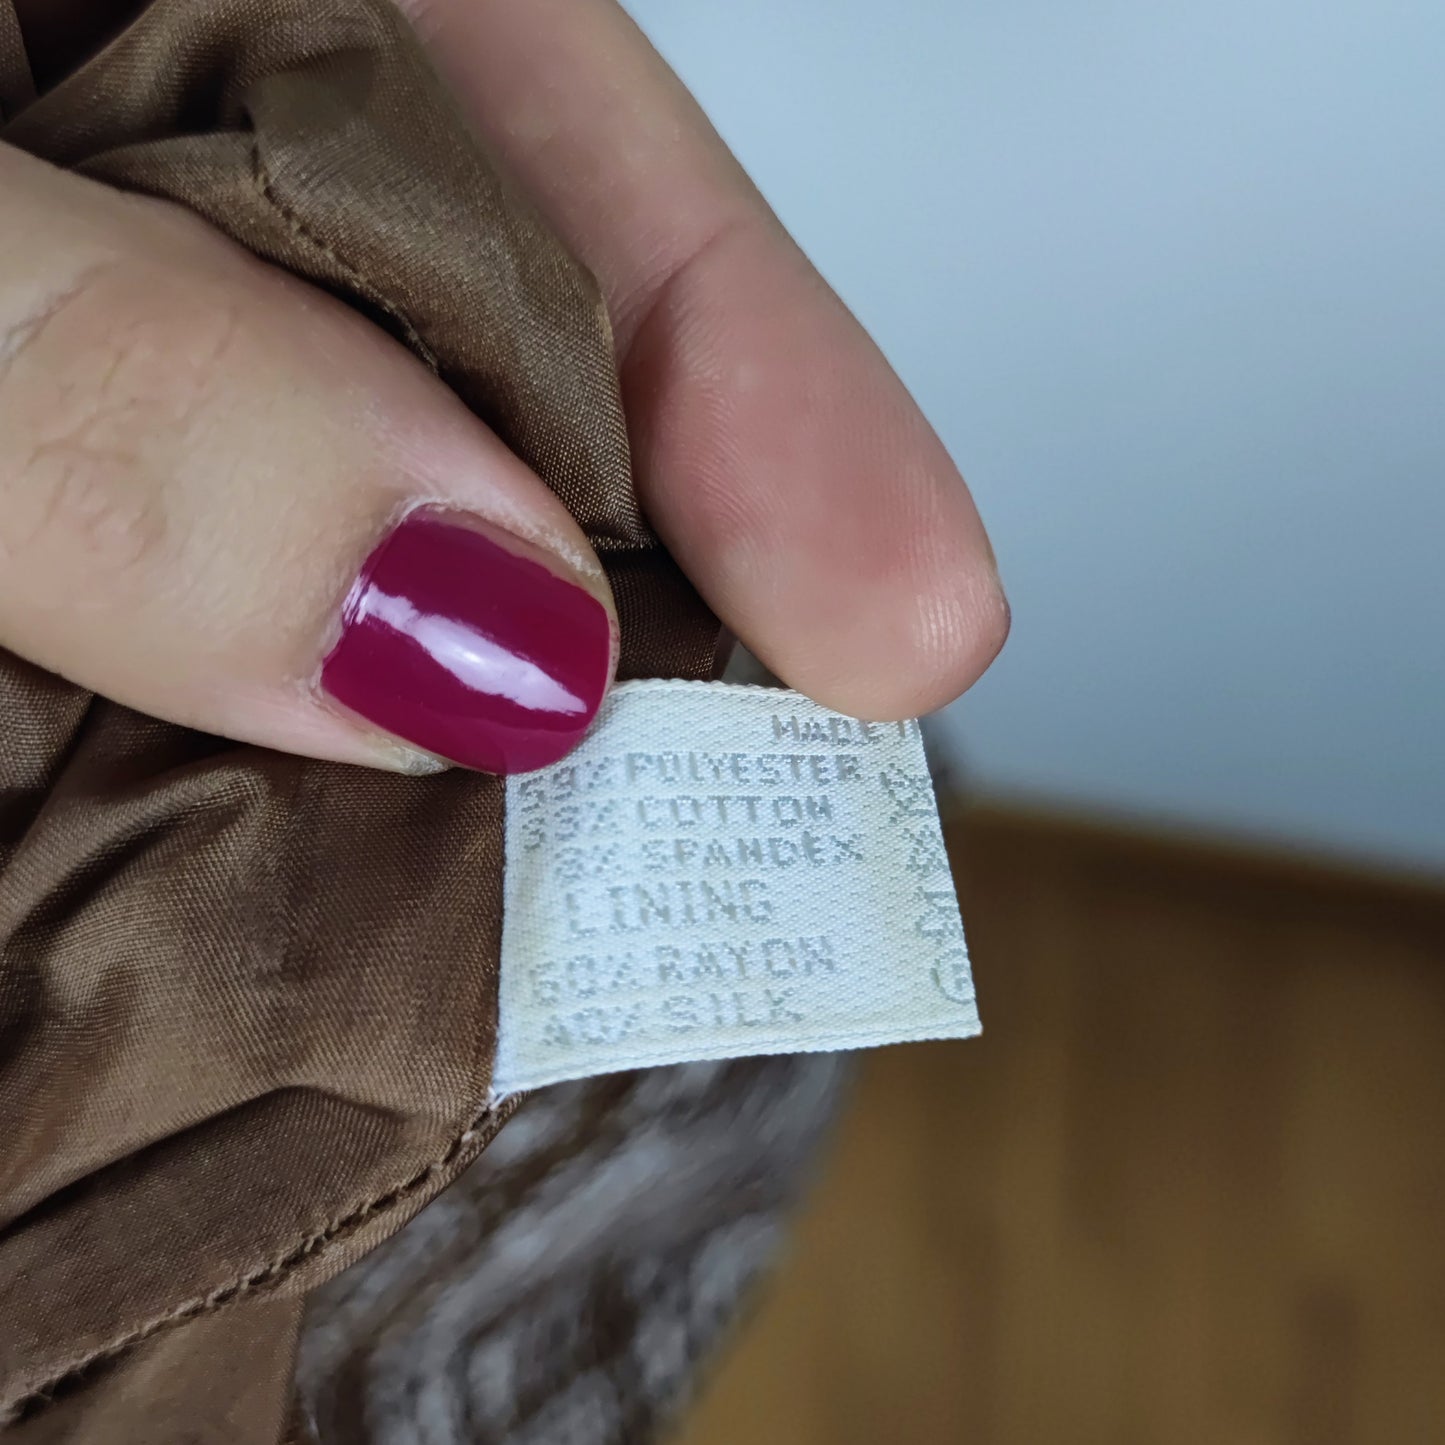 MADE
59% POLYESTER
33% COTTON
8% SPANDEX
LINING
60% RAYON
40% SILK